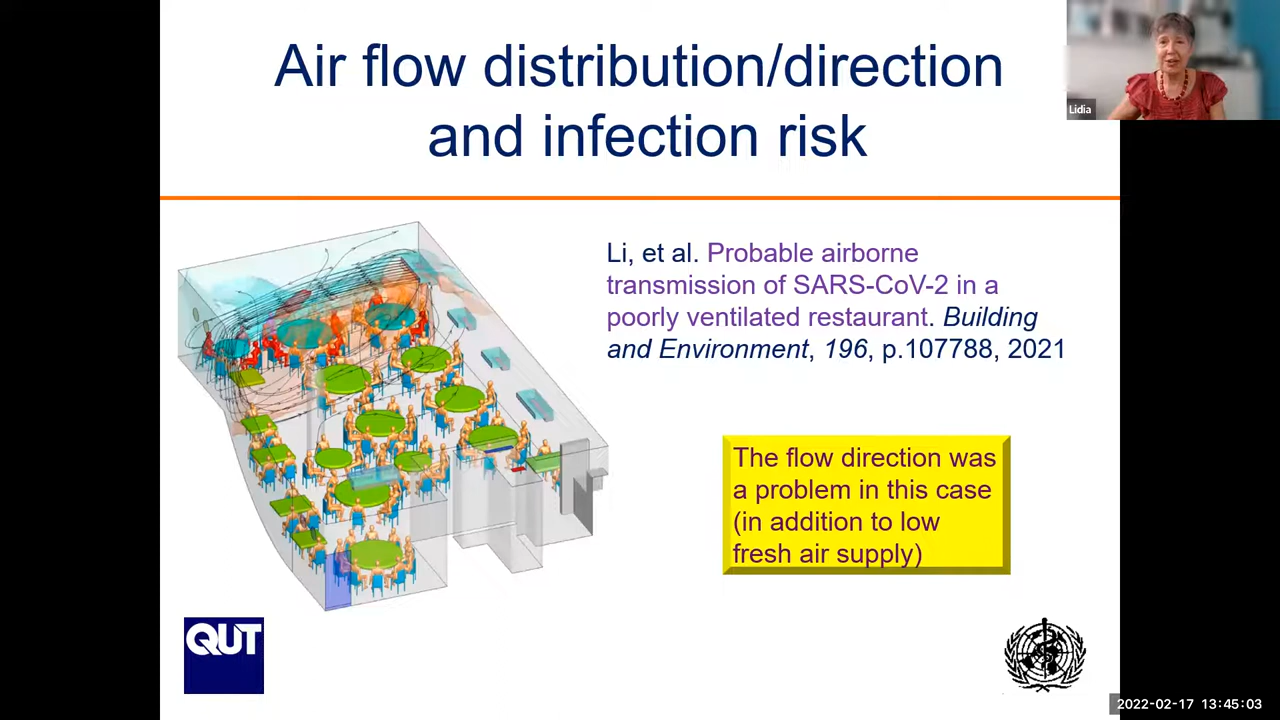 Air flow distribution/direction
and infection risk
Lidia
Li, et al. Probable airborne
transmission of SARS-CoV-2 in a
poorly ventilated restaurant. Building
and Environment, 196, p.107788, 2021
The flow direction was
a problem in this case
(in addition to low
fresh air supply)
QUT
2022-02-17 13:45:03